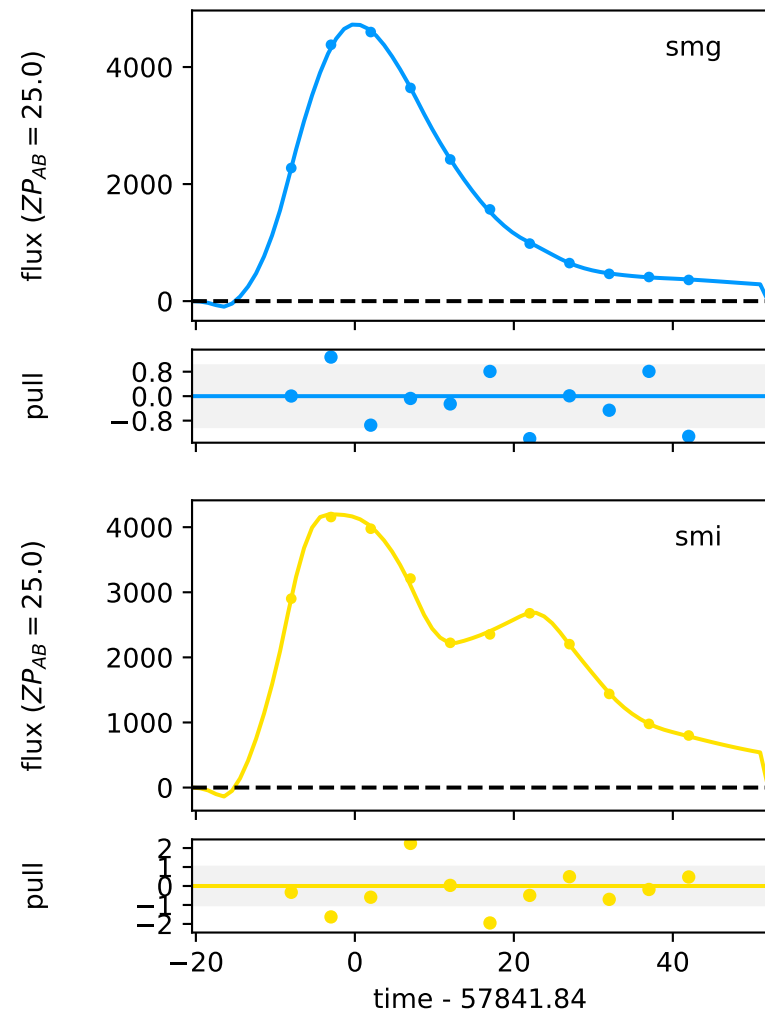 smg
flux (ZP_AB = 25.0)
4000
2000
0
pull
0.8
0.0
−0.8
smi
flux (ZP_AB = 25.0)
4000
3000
2000
1000
0
pull
2
1
0
−1
−2
−20 0 20 40
time - 57841.84